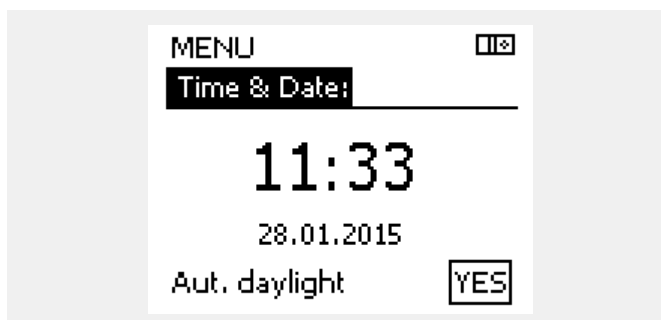 MENU
Time & Date:
11:33
28.01.2015
Aut. daylight YES